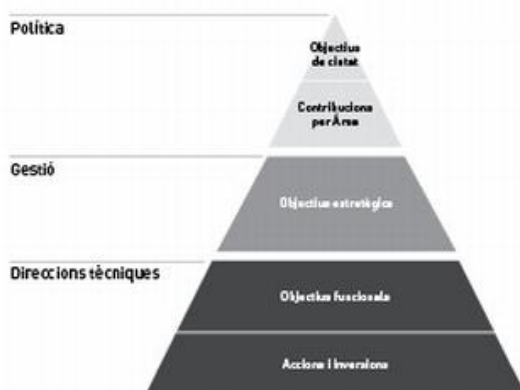 Política
Objectius
de ciutat
Contribucions
per Àrea
Gestió
Objectius estratègics
Direccions tècniques
Objectius funcionals
Accions i inversions